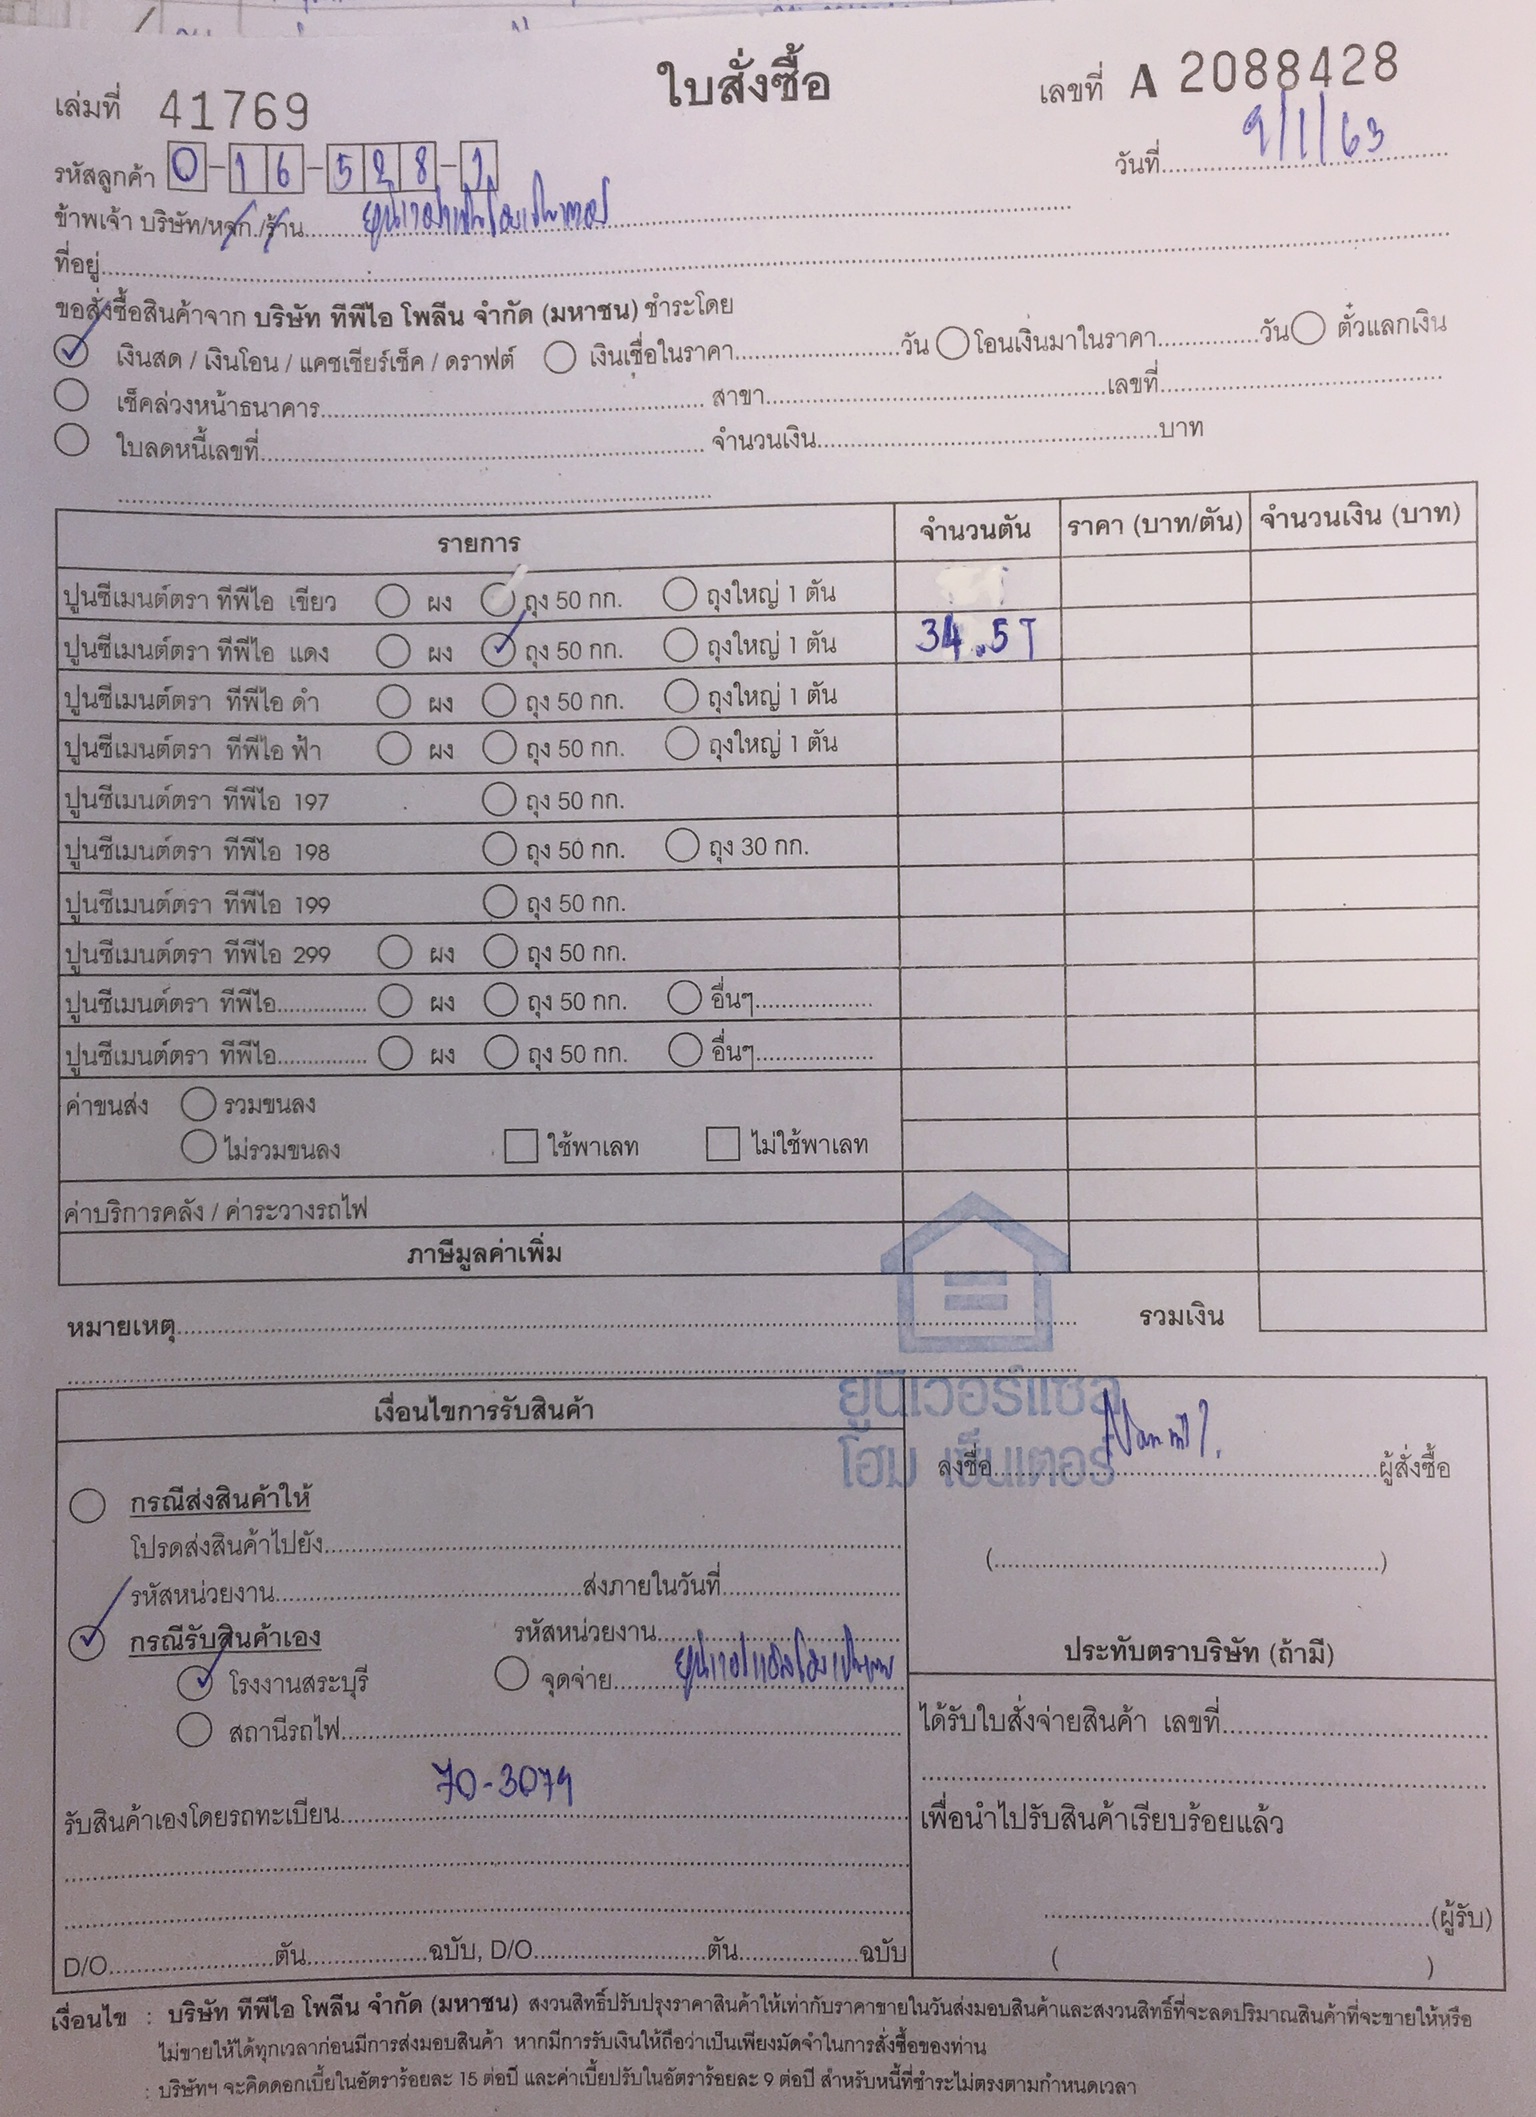 ใบสั่งซื้อ
เล่มที่ 41769
เลขที่ A 2088428
รหัสลูกค้า 0-16-528-1
วันที่ 9/1/63
ข้าพเจ้า บริษัท/หจก./ร้าน
ที่อยู่
ขอสั่งซื้อสินค้าจาก บริษัท ทีพีไอ โพลีน จำกัด (มหาชน) ชำระโดย
เงินสด / เงินโอน / แคชเชียร์เช็ค / ดราฟต์ เงินเชื่อในราคา วัน โอนเงินมาในราคา วัน ตั๋วแลกเงิน
เช็คล่วงหน้าธนาคาร สาขา เลขที่
ใบลดหนี้เลขที่ จำนวนเงิน บาท
รายการ จำนวนตัน ราคา (บาท/ตัน) จำนวนเงิน (บาท)
ปูนซีเมนต์ตรา ทีพีไอ เขียว ผง ถุง 50 กก. ถุงใหญ่ 1 ตัน
ปูนซีเมนต์ตรา ทีพีไอ แดง ผง ถุง 50 กก. ถุงใหญ่ 1 ตัน 34.5T
ปูนซีเมนต์ตรา ทีพีไอ ดำ ผง ถุง 50 กก. ถุงใหญ่ 1 ตัน
ปูนซีเมนต์ตรา ทีพีไอ ฟ้า ผง ถุง 50 กก. ถุงใหญ่ 1 ตัน
ปูนซีเมนต์ตรา ทีพีไอ 197 ถุง 50 กก.
ปูนซีเมนต์ตรา ทีพีไอ 198 ถุง 50 กก. ถุง 30 กก.
ปูนซีเมนต์ตรา ทีพีไอ 199 ถุง 50 กก.
ปูนซีเมนต์ตรา ทีพีไอ 299 ผง ถุง 50 กก.
ปูนซีเมนต์ตรา ทีพีไอ ผง ถุง 50 กก. อื่นๆ
ปูนซีเมนต์ตรา ทีพีไอ ผง ถุง 50 กก. อื่นๆ
ค่าขนส่ง รวมขนลง
ไม่รวมขนลง ใช้พาเลท ไม่ใช้พาเลท
ค่าบริการคลัง / ค่าระวางรถไฟ
ภาษีมูลค่าเพิ่ม
หมายเหตุ รวมเงิน
ยูนิเวอร์แซล
โฮม เซ็นเตอร์
เงื่อนไขการรับสินค้า
ลงชื่อ ผู้สั่งซื้อ
กรณีส่งสินค้าให้
โปรดส่งสินค้าไปยัง
รหัสหน่วยงาน ส่งภายในวันที่
กรณีรับสินค้าเอง รหัสหน่วยงาน
โรงงานสระบุรี จุดจ่าย
สถานีรถไฟ
รับสินค้าเองโดยรถทะเบียน 70-3079
D/O ตัน ฉบับ, D/O ตัน ฉบับ
ประทับตราบริษัท (ถ้ามี)
ได้รับใบสั่งจ่ายสินค้า เลขที่
เพื่อนำไปรับสินค้าเรียบร้อยแล้ว
(ผู้รับ)
เงื่อนไข : บริษัท ทีพีไอ โพลีน จำกัด (มหาชน) สงวนสิทธิ์ปรับปรุงราคาสินค้าให้เท่ากับราคาขายในวันส่งมอบสินค้าและสงวนสิทธิ์ที่จะลดปริมาณสินค้าที่จะขายให้หรือ
ไม่ขายให้ได้ทุกเวลาก่อนมีการส่งมอบสินค้า หากมีการรับเงินให้ถือว่าเป็นเพียงมัดจำในการสั่งซื้อของท่าน
: บริษัทฯ จะคิดดอกเบี้ยในอัตราร้อยละ 15 ต่อปี และค่าเบี้ยปรับในอัตราร้อยละ 9 ต่อปี สำหรับหนี้ที่ชำระไม่ตรงตามกำหนดเวลา